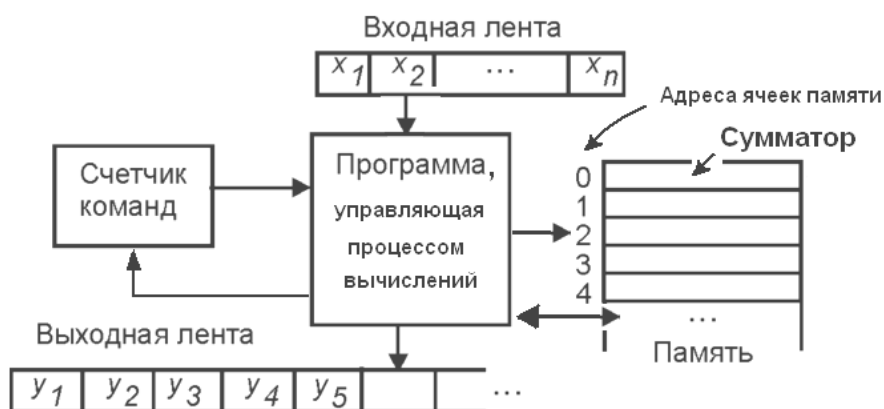 Входная лента
x1 x2 ... xn
Адреса ячеек памяти
Сумматор
Счетчик
команд
Программа,
управляющая
процессом
вычислений
0
1
2
3
4
...
Память
Выходная лента
y1 y2 y3 y4 y5 ...